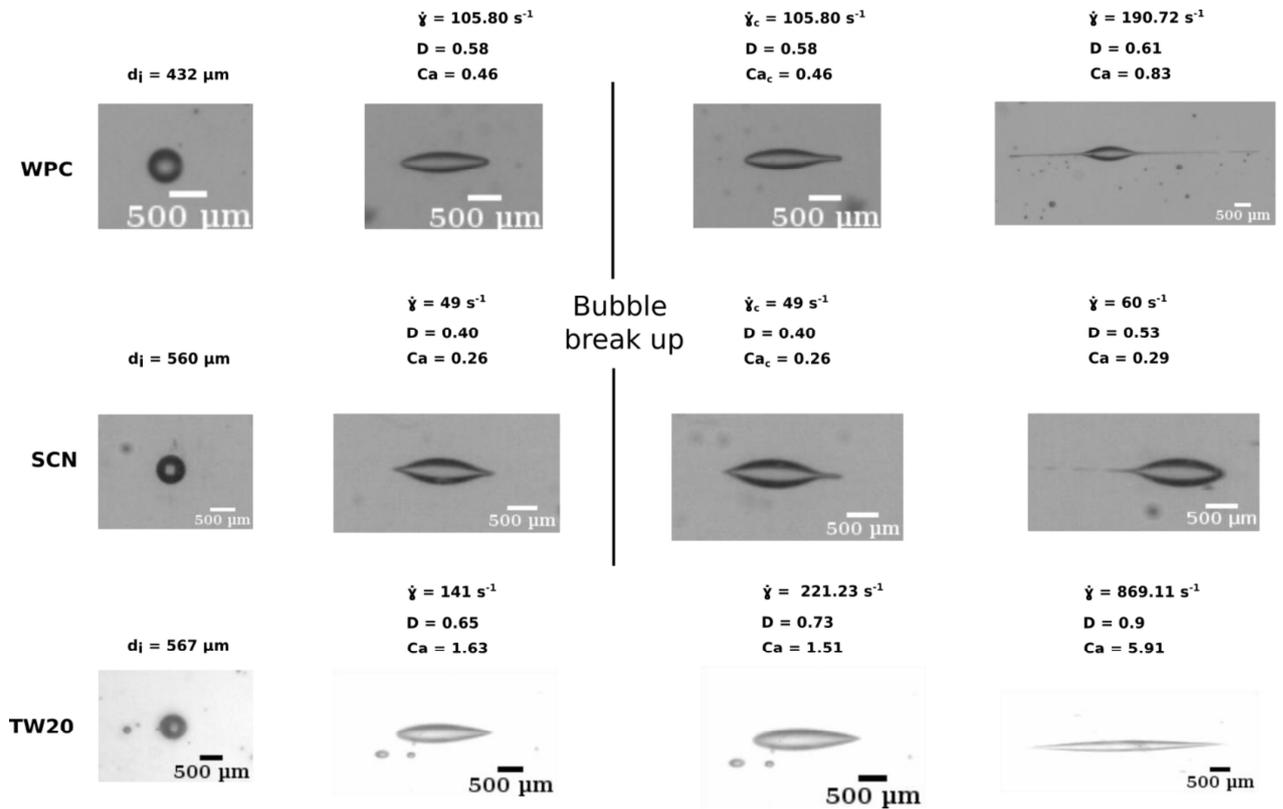 γ̇ = 105.80 s⁻¹
D = 0.58
Ca = 0.46
γ̇c = 105.80 s⁻¹
D = 0.58
Cac = 0.46
γ̇ = 190.72 s⁻¹
D = 0.61
Ca = 0.83
di = 432 µm
WPC
500 µm
500 µm
500 µm
500 µm
Bubble
break up
γ̇ = 49 s⁻¹
D = 0.40
Ca = 0.26
γ̇c = 49 s⁻¹
D = 0.40
Cac = 0.26
γ̇ = 60 s⁻¹
D = 0.53
Ca = 0.29
di = 560 µm
SCN
500 µm
500 µm
500 µm
500 µm
γ̇ = 141 s⁻¹
D = 0.65
Ca = 1.63
γ̇ = 221.23 s⁻¹
D = 0.73
Ca = 1.51
γ̇ = 869.11 s⁻¹
D = 0.9
Ca = 5.91
di = 567 µm
TW20
500 µm
500 µm
500 µm
500 µm